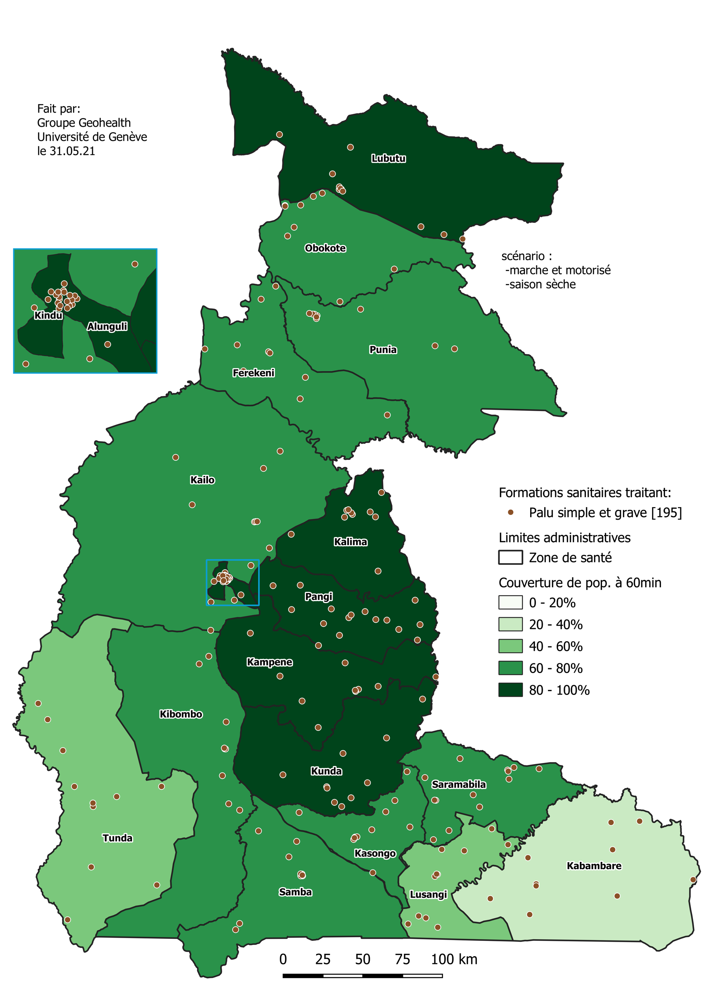 Fait par:
Groupe Geohealth
Université de Genève
le 31.05.21
Lubutu
Obokote
scénario :
-marche et motorisé
-saison sèche
Kindu
Alunguli
Punia
Ferekeni
Kailo
Formations sanitaires traitant:
Palu simple et grave [195]
Limites administratives
Zone de santé
Couverture de pop. à 60min
0 - 20%
20 - 40%
40 - 60%
60 - 80%
80 - 100%
Kalima
Pangi
Kampene
Kibombo
Kunda
Saramabila
Tunda
Kasongo
Kabambare
Samba
Lusangi
0 25 50 75 100 km